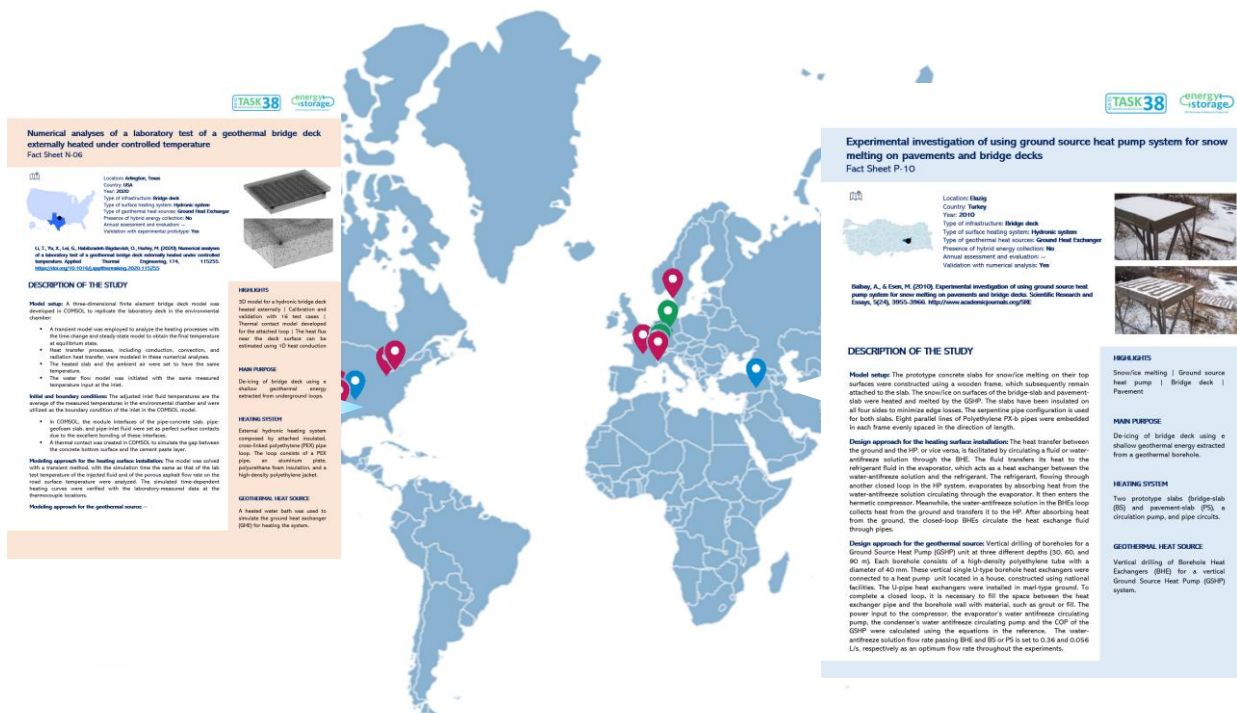 TASK38
energy
storage
Numerical analyses of a laboratory test of a geothermal bridge deck
externally heated under controlled temperature
Fact Sheet N-06
Location: Arlington, Texas
Country: USA
Year: 2020
Type of infrastructure: Bridge deck
Type of surface heating system: Hydronic system
Type of geothermal heat sources: Ground Heat Exchanger
Presence of hybrid energy collection: No
Annual assessment and evaluation: --
Validation with experimental prototype: Yes
Li, T., Yu, X., Lei, G., Habibzadeh-Bigdarvish, O., Hurley, M. (2020). Numerical analyses
of a laboratory test of a geothermal bridge deck externally heated under controlled
temperature. Applied Thermal Engineering, 174, 115255.
https://doi.org/10.1016/j.applthermaleng.2020.115255
DESCRIPTION OF THE STUDY
Model setup: A three-dimensional finite element bridge deck model was
developed in COMSOL to replicate the laboratory deck in the environmental
chamber:
▪ A transient model was employed to analyze the heating processes with
the time change and steady-state model to obtain the final temperature
at equilibrium state.
▪ Heat transfer processes, including conduction, convection, and
radiation heat transfer, were modeled in these numerical analyses.
▪ The heated slab and the ambient air were set to have the same
temperature.
▪ The water flow model was initiated with the same measured
temperature input at the inlet.
Initial and boundary conditions: The adjusted inlet fluid temperatures are the
average of the measured temperatures in the environmental chamber and were
utilized as the boundary condition of the inlet in the COMSOL model.
▪ In COMSOL, the module interfaces of the pipe-concrete slab, pipe-
geofoam slab, and pipe-inlet fluid were set as perfect surface contacts
due to the excellent bonding of these interfaces.
▪ A thermal contact was created in COMSOL to simulate the gap between
the concrete bottom surface and the cement paste layer.
Modeling approach for the heating surface installation: The model was solved
with a transient method, with the simulation time the same as that of the lab
test temperature of the injected fluid and of the porous asphalt flow rate on the
road surface temperature were analyzed. The simulated time-dependent
heating curves were verified with the laboratory-measured data at the
thermocouple locations.
Modeling approach for the geothermal source: --
HIGHLIGHTS
3D model for a hydronic bridge deck
heated externally | Calibration and
validation with 16 test cases |
Thermal contact model developed
for the attached loop | The heat flux
near the deck surface can be
estimated using 1D heat conduction
MAIN PURPOSE
De-icing of bridge deck using a
shallow geothermal energy
extracted from underground loops.
HEATING SYSTEM
External hydronic heating system
composed by attached insulated,
cross-linked polyethylene (PEX) pipe
loop. The loop consists of a PEX
pipe, an aluminum plate,
polyurethane foam insulation, and a
high-density polyethylene jacket.
GEOTHERMAL HEAT SOURCE
A heated water bath was used to
simulate the ground heat exchanger
(GHE) for heating the system.
TASK38
energy
storage
Experimental investigation of using ground source heat pump system for snow
melting on pavements and bridge decks
Fact Sheet P-10
Location: Elazig
Country: Turkey
Year: 2010
Type of infrastructure: Bridge deck
Type of surface heating system: Hydronic system
Type of geothermal heat sources: Ground Heat Exchanger
Presence of hybrid energy collection: No
Annual assessment and evaluation: --
Validation with numerical analysis: Yes
Balbay, A., & Esen, M. (2010). Experimental investigation of using ground source heat
pump system for snow melting on pavements and bridge decks. Scientific Research and
Essays, 5(24), 3955-3966. http://www.academicjournals.org/SRE
DESCRIPTION OF THE STUDY
Model setup: The prototype concrete slabs for snow/ice melting on their top
surfaces were constructed using a wooden frame, which subsequently remain
attached to the slab. The snow/ice on surfaces of the bridge-slab and pavement-
slab were heated and melted by the GSHP. The slabs have been insulated on
all four sides to minimize edge losses. The serpentine pipe configuration is used
for both slabs. Eight parallel lines of Polyethylene PX-b pipes were embedded
in each frame evenly spaced in the direction of length.
Design approach for the heating surface installation: The heat transfer between
the ground and the HP, or vice versa, is facilitated by circulating a fluid or water-
antifreeze solution through the BHE. The fluid transfers its heat to the
refrigerant fluid in the evaporator, which acts as a heat exchanger between the
water-antifreeze solution and the refrigerant. The refrigerant, flowing through
another closed loop in the HP system, evaporates by absorbing heat from the
water-antifreeze solution circulating through the evaporator. It then enters the
hermetic compressor. Meanwhile, the water-antifreeze solution in the BHEs loop
collects heat from the ground and transfers it to the HP. After absorbing heat
from the ground, the closed-loop BHEs circulate the heat exchange fluid
through pipes.
Design approach for the geothermal source: Vertical drilling of boreholes for a
Ground Source Heat Pump (GSHP) unit at three different depths (30, 60, and
90 m). Each borehole consists of a high-density polyethylene tube with a
diameter of 40 mm. These vertical single U-type borehole heat exchangers were
connected to a heat pump unit located in a house, constructed using national
facilities. The U-pipe heat exchangers were installed in marl-type ground. To
complete a closed loop, it is necessary to fill the space between the heat
exchanger pipe and the borehole wall with material, such as grout or fill. The
power input to the compressor, the evaporator's water antifreeze circulating
pump, the condenser's water antifreeze circulating pump and the COP of the
GSHP were calculated using the equations in the reference. The water-
antifreeze solution flow rate passing BHE and BS or PS is set to 0.36 and 0.056
L/s, respectively as an optimum flow rate throughout the experiments.
HIGHLIGHTS
Snow/ice melting | Ground source
heat pump | Bridge deck |
Pavement
MAIN PURPOSE
De-icing of bridge deck using e
shallow geothermal energy extracted
from a geothermal borehole.
HEATING SYSTEM
Two prototype slabs (bridge-slab
(BS) and pavement-slab (PS), a
circulation pump, and pipe circuits.
GEOTHERMAL HEAT SOURCE
Vertical drilling of Borehole Heat
Exchangers (BHE) for a vertical
Ground Source Heat Pump (GSHP)
system.